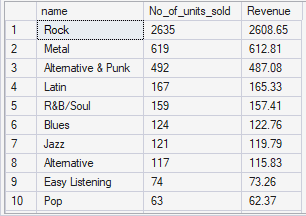 name No_of_units_sold Revenue
1 Rock 2635 2608.65
2 Metal 619 612.81
3 Alternative & Punk 492 487.08
4 Latin 167 165.33
5 R&B/Soul 159 157.41
6 Blues 124 122.76
7 Jazz 121 119.79
8 Alternative 117 115.83
9 Easy Listening 74 73.26
10 Pop 63 62.37